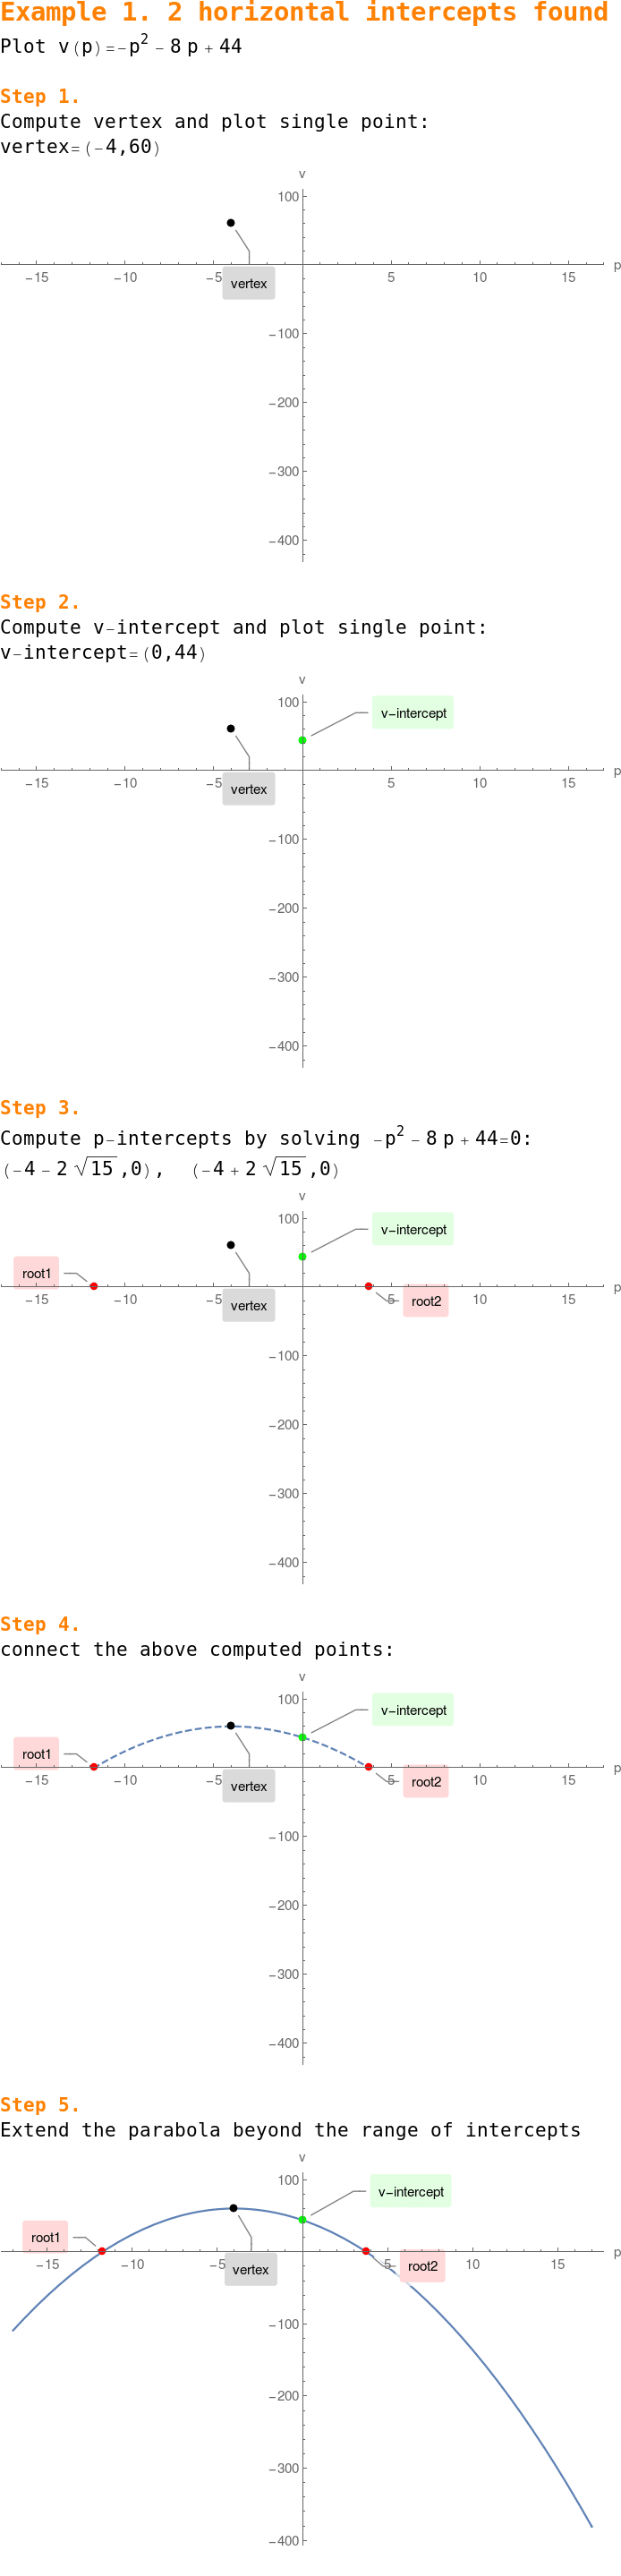 Example 1. 2 horizontal intercepts found
Plot v(p)=-p² - 8 p + 44
Step 1.
Compute vertex and plot single point:
vertex=(-4,60)
v
100
-15 -10 -5 5 10 15 p
vertex
-100
-200
-300
-400
Step 2.
Compute v-intercept and plot single point:
v-intercept=(0,44)
v
100
v-intercept
-15 -10 -5 5 10 15 p
vertex
-100
-200
-300
-400
Step 3.
Compute p-intercepts by solving -p² - 8 p + 44=0:
(-4 - 2 √15,0), (-4 + 2 √15,0)
v
100
v-intercept
root1
-15 -10 -5 5 10 15 p
vertex
root2
-100
-200
-300
-400
Step 4.
connect the above computed points:
v
100
v-intercept
root1
-15 -10 -5 5 10 15 p
vertex
root2
-100
-200
-300
-400
Step 5.
Extend the parabola beyond the range of intercepts
v
100
v-intercept
root1
-15 -10 -5 5 10 15 p
vertex
root2
-100
-200
-300
-400